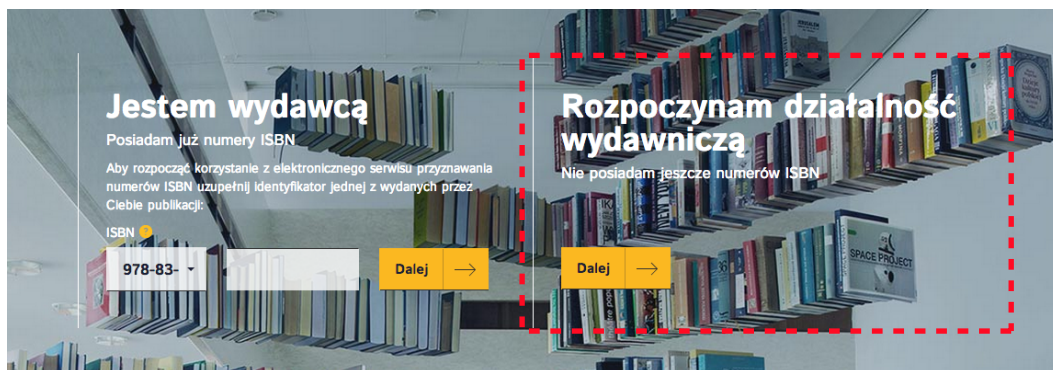 Jestem wydawcą
Posiadam już numery ISBN
Aby rozpocząć korzystanie z elektronicznego serwisu przyznawania
numerów ISBN uzupełnij identyfikator jednej z wydanych przez
Ciebie publikacji:
ISBN ?
978-83-
Dalej
Rozpoczynam działalność
wydawniczą
Nie posiadam jeszcze numerów ISBN
Dalej
SPACE PROJECT